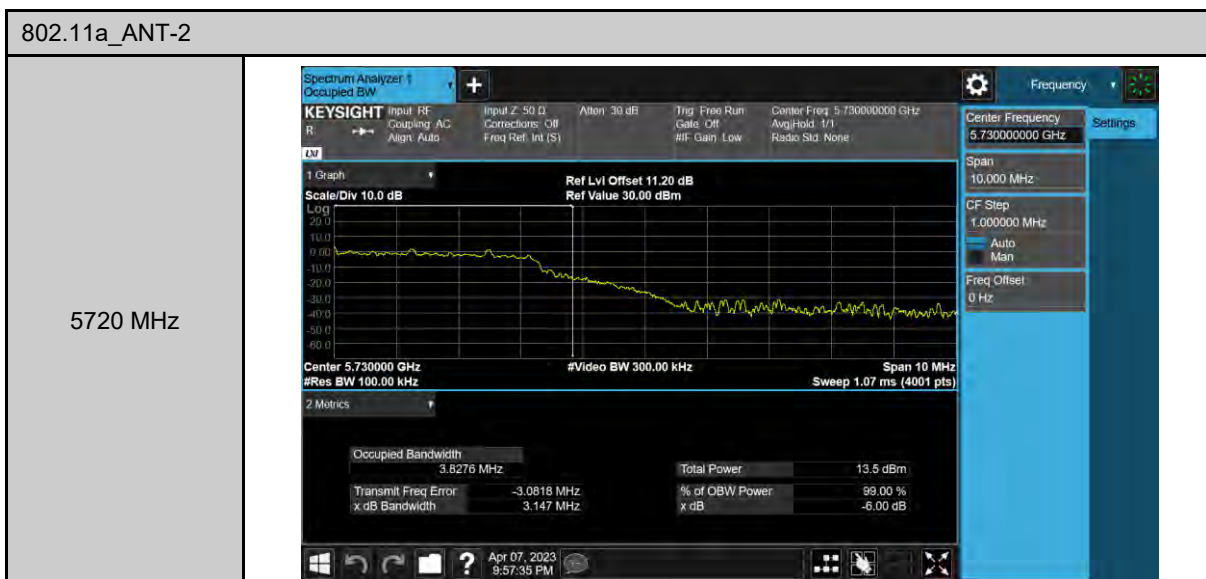 802.11a_ANT-2
5720 MHz
Spectrum Analyzer 1
Occupied BW
Frequency
KEYSIGHT Input: RF Input Z: 50 Ω Atten: 30 dB Trig: Free Run Center Freq: 5.730000000 GHz
R Coupling: AC Corrections: Off Gate: Off Avg|Hold: 1/1
Align: Auto Freq Ref: Int (S) #IF Gain: Low Radio Std: None
LXI
Center Frequency
5.730000000 GHz
Settings
Span
10.000 MHz
CF Step
1.000000 MHz
Auto
Man
Freq Offset
0 Hz
1 Graph
Ref Lvl Offset 11.20 dB
Scale/Div 10.0 dB Ref Value 30.00 dBm
Log
20.0
10.0
0.00
-10.0
-20.0
-30.0
-40.0
-50.0
-60.0
Center 5.730000 GHz #Video BW 300.00 kHz Span 10 MHz
#Res BW 100.00 kHz Sweep 1.07 ms (4001 pts)
2 Metrics
Occupied Bandwidth
3.8276 MHz
Total Power 13.5 dBm
Transmit Freq Error -3.0818 MHz % of OBW Power 99.00 %
x dB Bandwidth 3.147 MHz x dB -6.00 dB
? Apr 07, 2023
9:57:35 PM